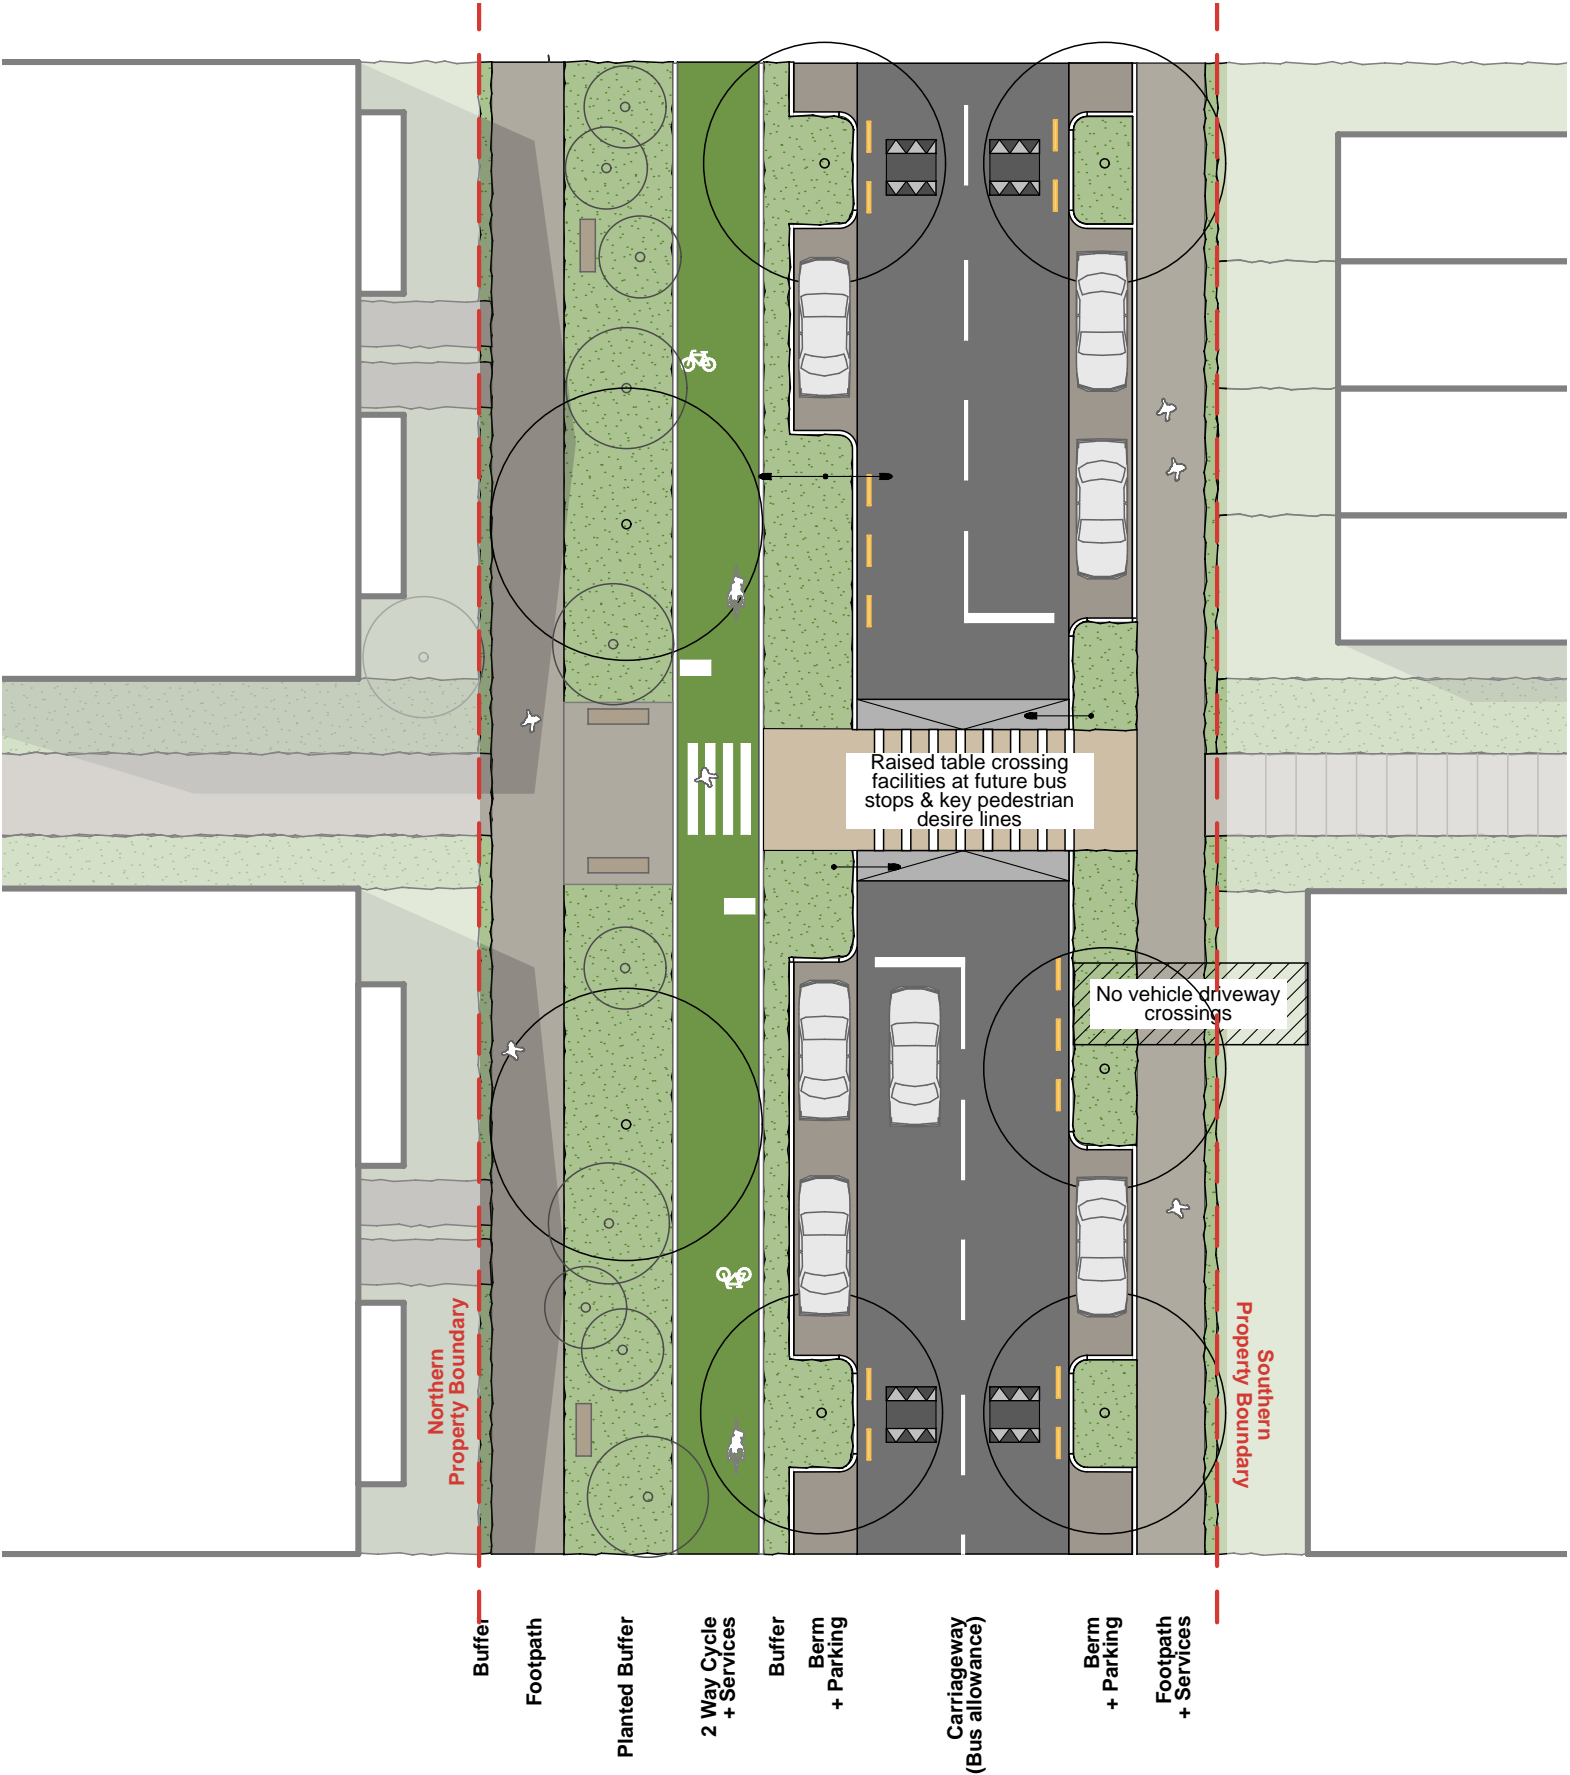 Raised table crossing
facilities at future bus
stops & key pedestrian
desire lines
No vehicle driveway
crossings
Northern
Property Boundary
Southern
Property Boundary
Buffer
Footpath
Planted Buffer
2 Way Cycle
+ Services
Buffer
Berm
+ Parking
Carriageway
(Bus allowance)
Berm
+ Parking
Footpath
+ Services